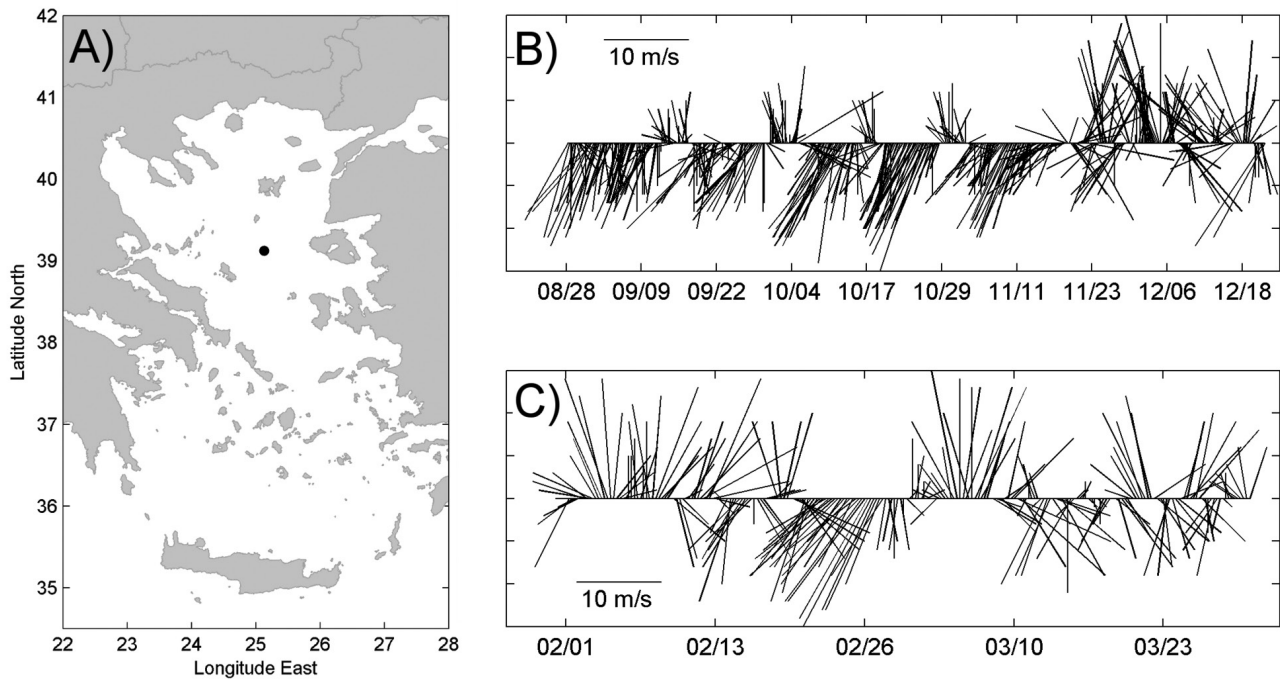 A)
42
41
40
39
38
37
36
35
22 23 24 25 26 27 28
Latitude North
Longitude East
B)
10 m/s
08/28 09/09 09/22 10/04 10/17 10/29 11/11 11/23 12/06 12/18
C)
10 m/s
02/01 02/13 02/26 03/10 03/23